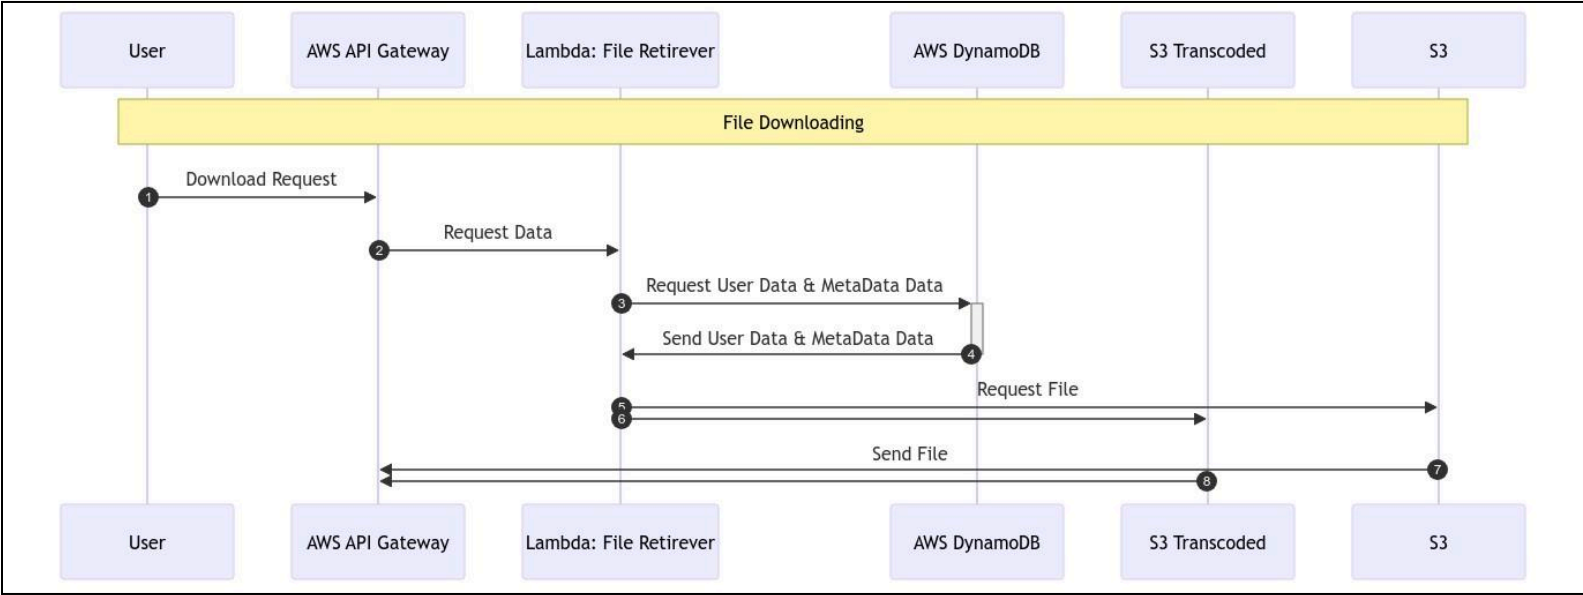 User
AWS API Gateway
Lambda: File Retirever
AWS DynamoDB
S3 Transcoded
S3
File Downloading
Download Request
1
Request Data
2
Request User Data & MetaData Data
3
Send User Data & MetaData Data
4
Request File
5
6
Send File
7
8
User
AWS API Gateway
Lambda: File Retirever
AWS DynamoDB
S3 Transcoded
S3